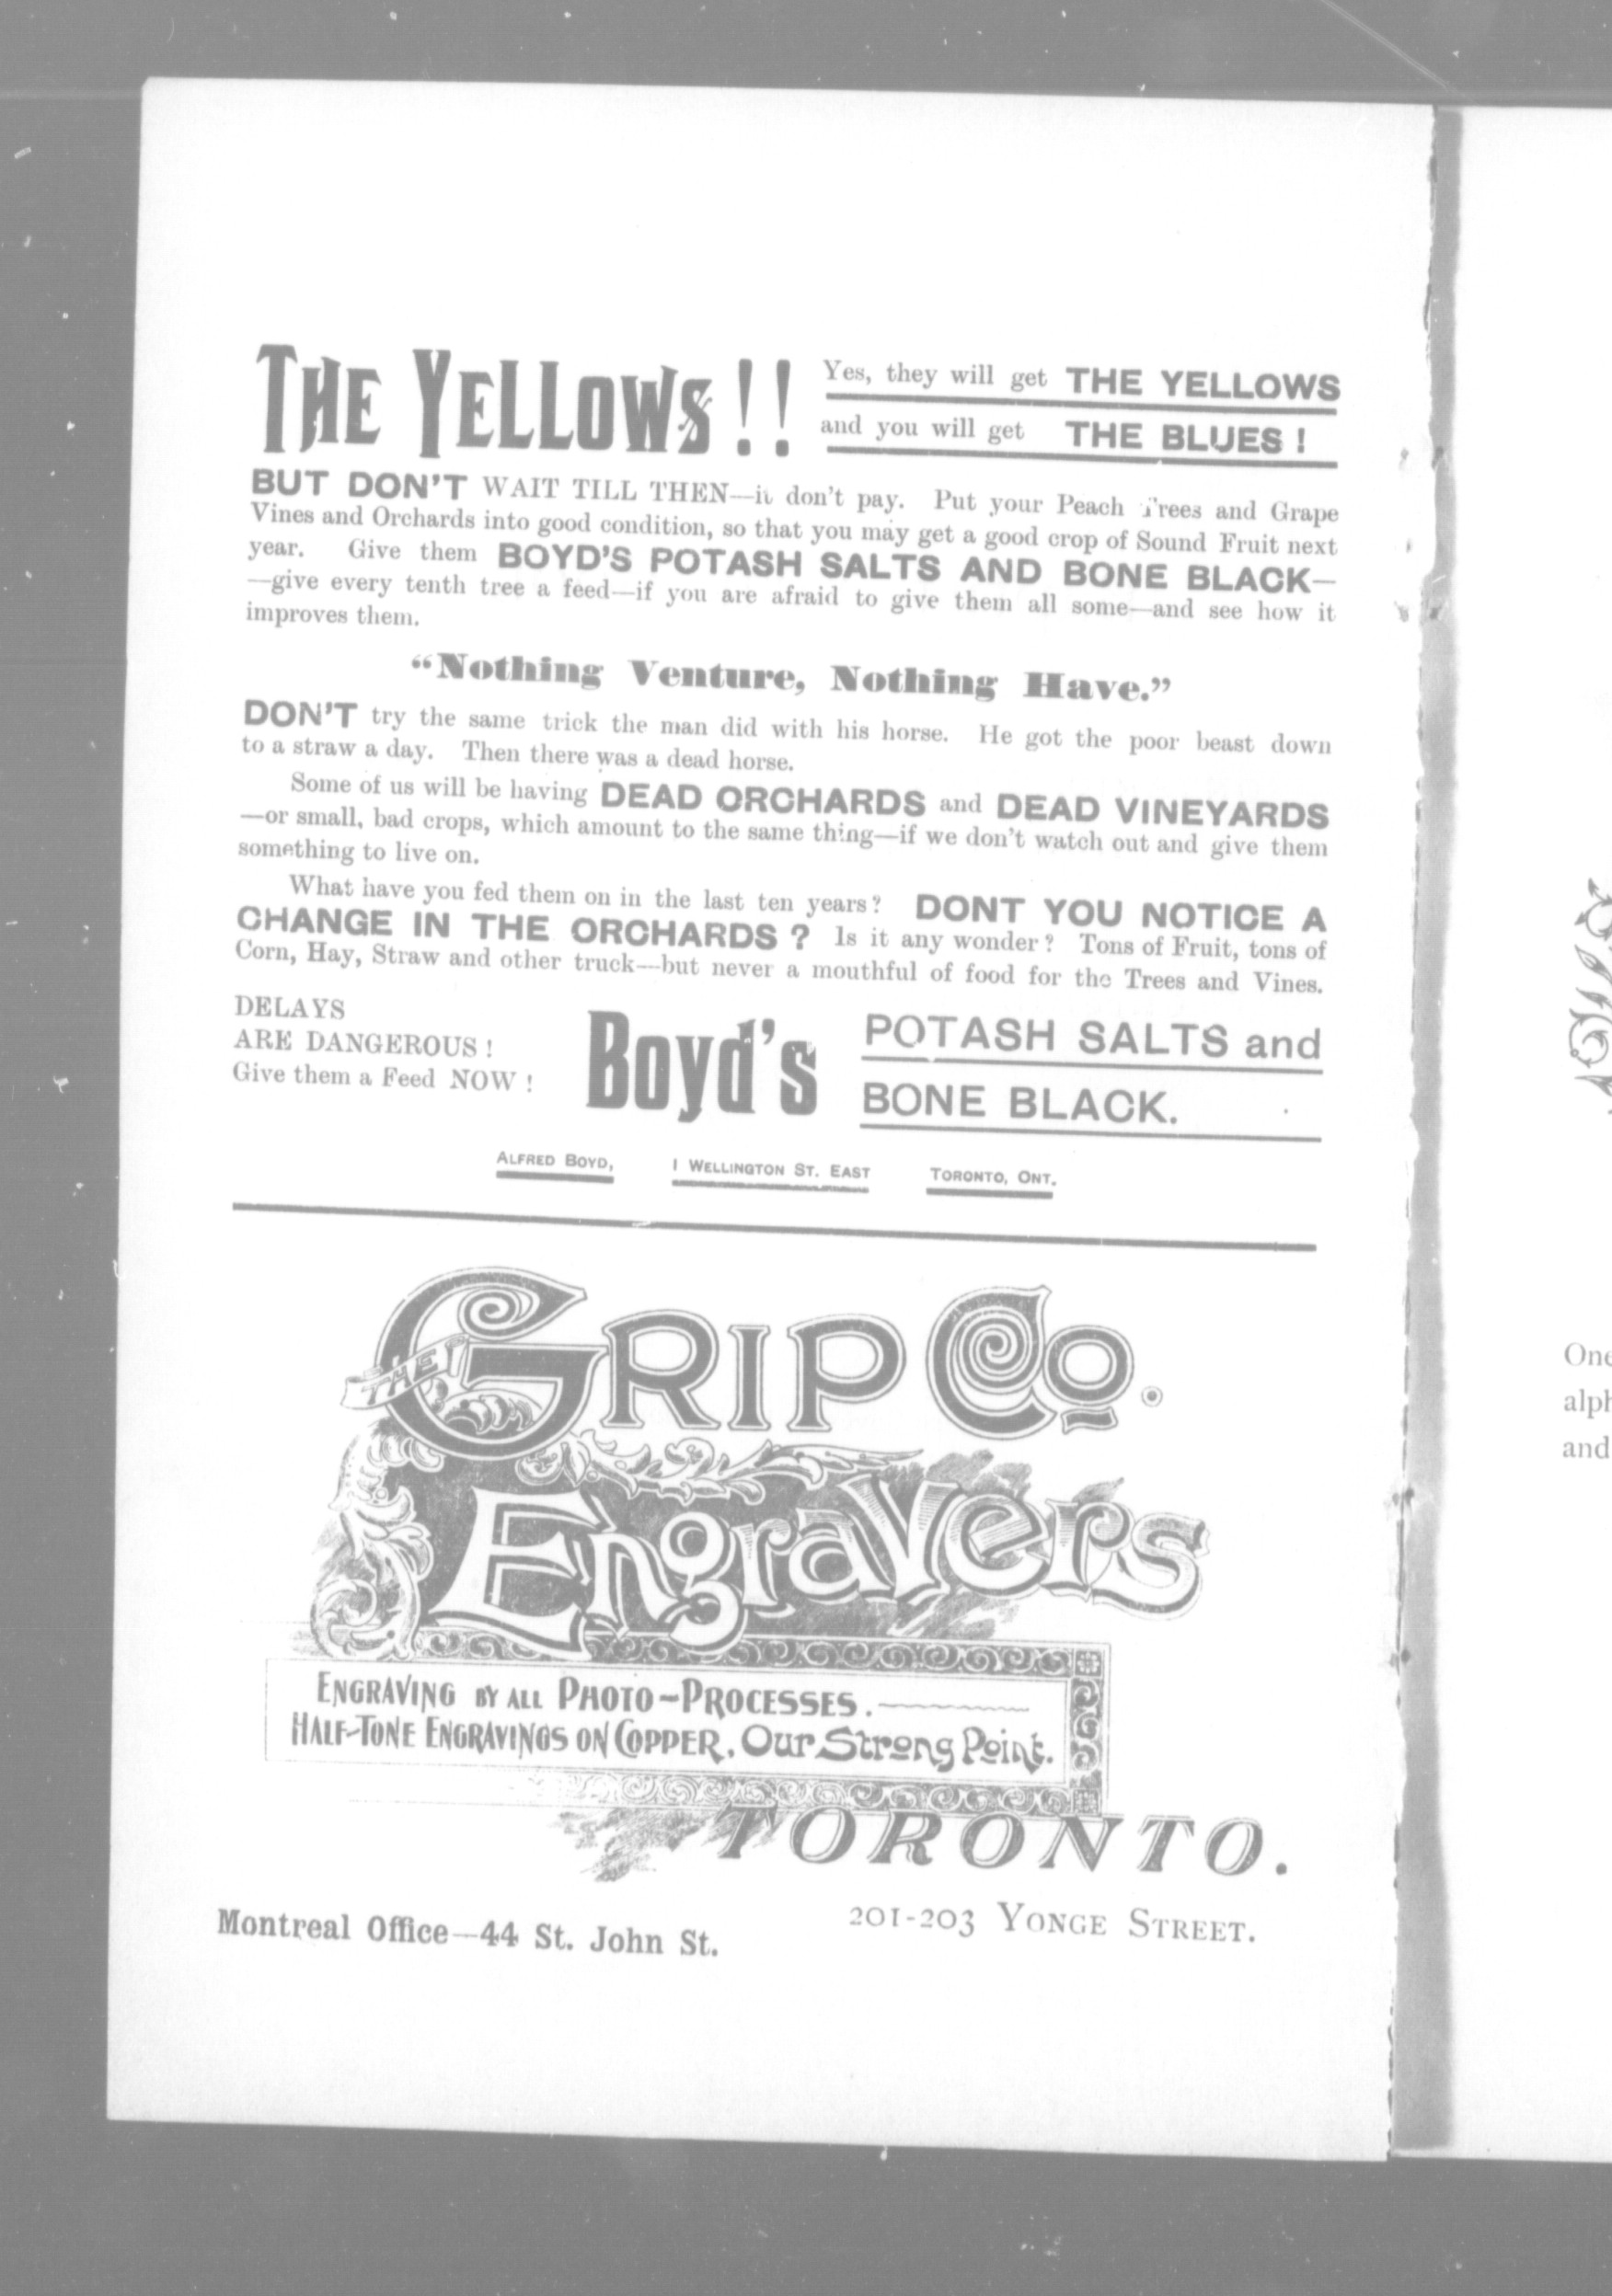 THE YELLOWS!!
Yes, they will get THE YELLOWS
and you will get THE BLUES!
BUT DON'T WAIT TILL THEN—it don't pay. Put your Peach Trees and Grape
Vines and Orchards into good condition, so that you may get a good crop of Sound Fruit next
year. Give them BOYD'S POTASH SALTS AND BONE BLACK—
—give every tenth tree a feed—if you are afraid to give them all some—and see how it
improves them.
"Nothing Venture, Nothing Have."
DON'T try the same trick the man did with his horse. He got the poor beast down
to a straw a day. Then there was a dead horse.
Some of us will be having DEAD ORCHARDS and DEAD VINEYARDS
—or small, bad crops, which amount to the same thing—if we don't watch out and give them
something to live on.
What have you fed them on in the last ten years? DONT YOU NOTICE A
CHANGE IN THE ORCHARDS? Is it any wonder? Tons of Fruit, tons of
Corn, Hay, Straw and other truck—but never a mouthful of food for the Trees and Vines.
DELAYS
ARE DANGEROUS!
Give them a Feed NOW!
Boyd's
POTASH SALTS and
BONE BLACK.
ALFRED BOYD, 1 WELLINGTON ST. EAST TORONTO, ONT.
THE GRIP CO.
Engravers
ENGRAVING BY ALL PHOTO-PROCESSES.
HALF-TONE ENGRAVINGS ON COPPER, Our Strong Point.
TORONTO.
201-203 YONGE STREET.
Montreal Office—44 St. John St.
One
and